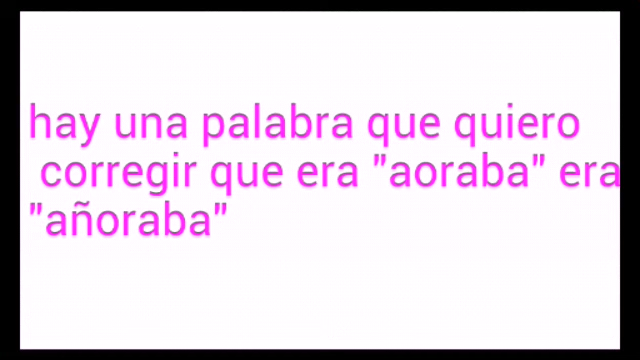 hay una palabra que quiero
corregir que era "aoraba" era
"añoraba"